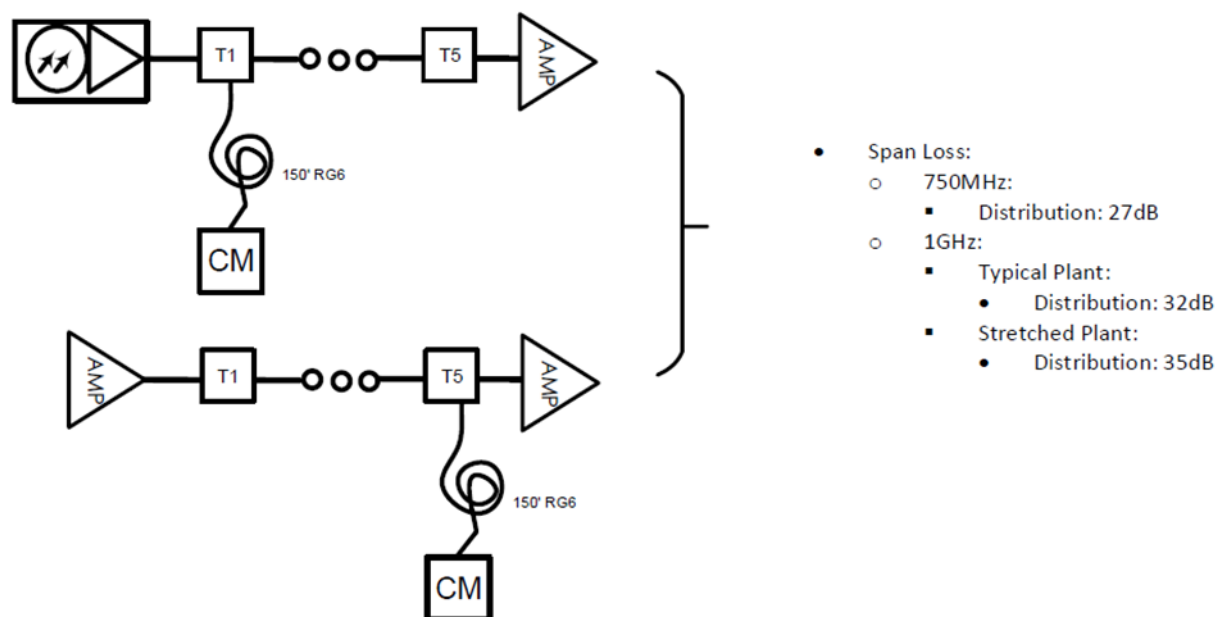 T1
T5
AMP
150' RG6
CM
AMP
T1
T5
AMP
150' RG6
CM
• Span Loss:
○ 750MHz:
▪ Distribution: 27dB
○ 1GHz:
▪ Typical Plant:
• Distribution: 32dB
▪ Stretched Plant:
• Distribution: 35dB